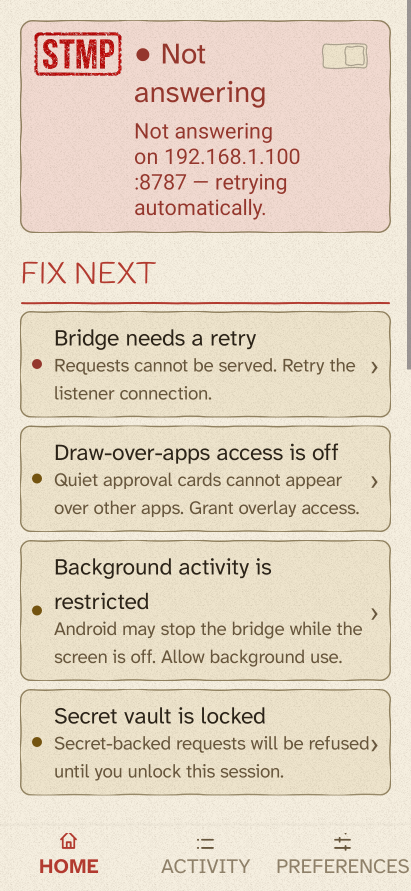 STMP
● Not
answering
Not answering
on 192.168.1.100
:8787 — retrying
automatically.
FIX NEXT
Bridge needs a retry
Requests cannot be served. Retry the
listener connection.
Draw-over-apps access is off
Quiet approval cards cannot appear
over other apps. Grant overlay access.
Background activity is
restricted
Android may stop the bridge while the
screen is off. Allow background use.
Secret vault is locked
Secret-backed requests will be refused
until you unlock this session.
HOME ACTIVITY PREFERENCES